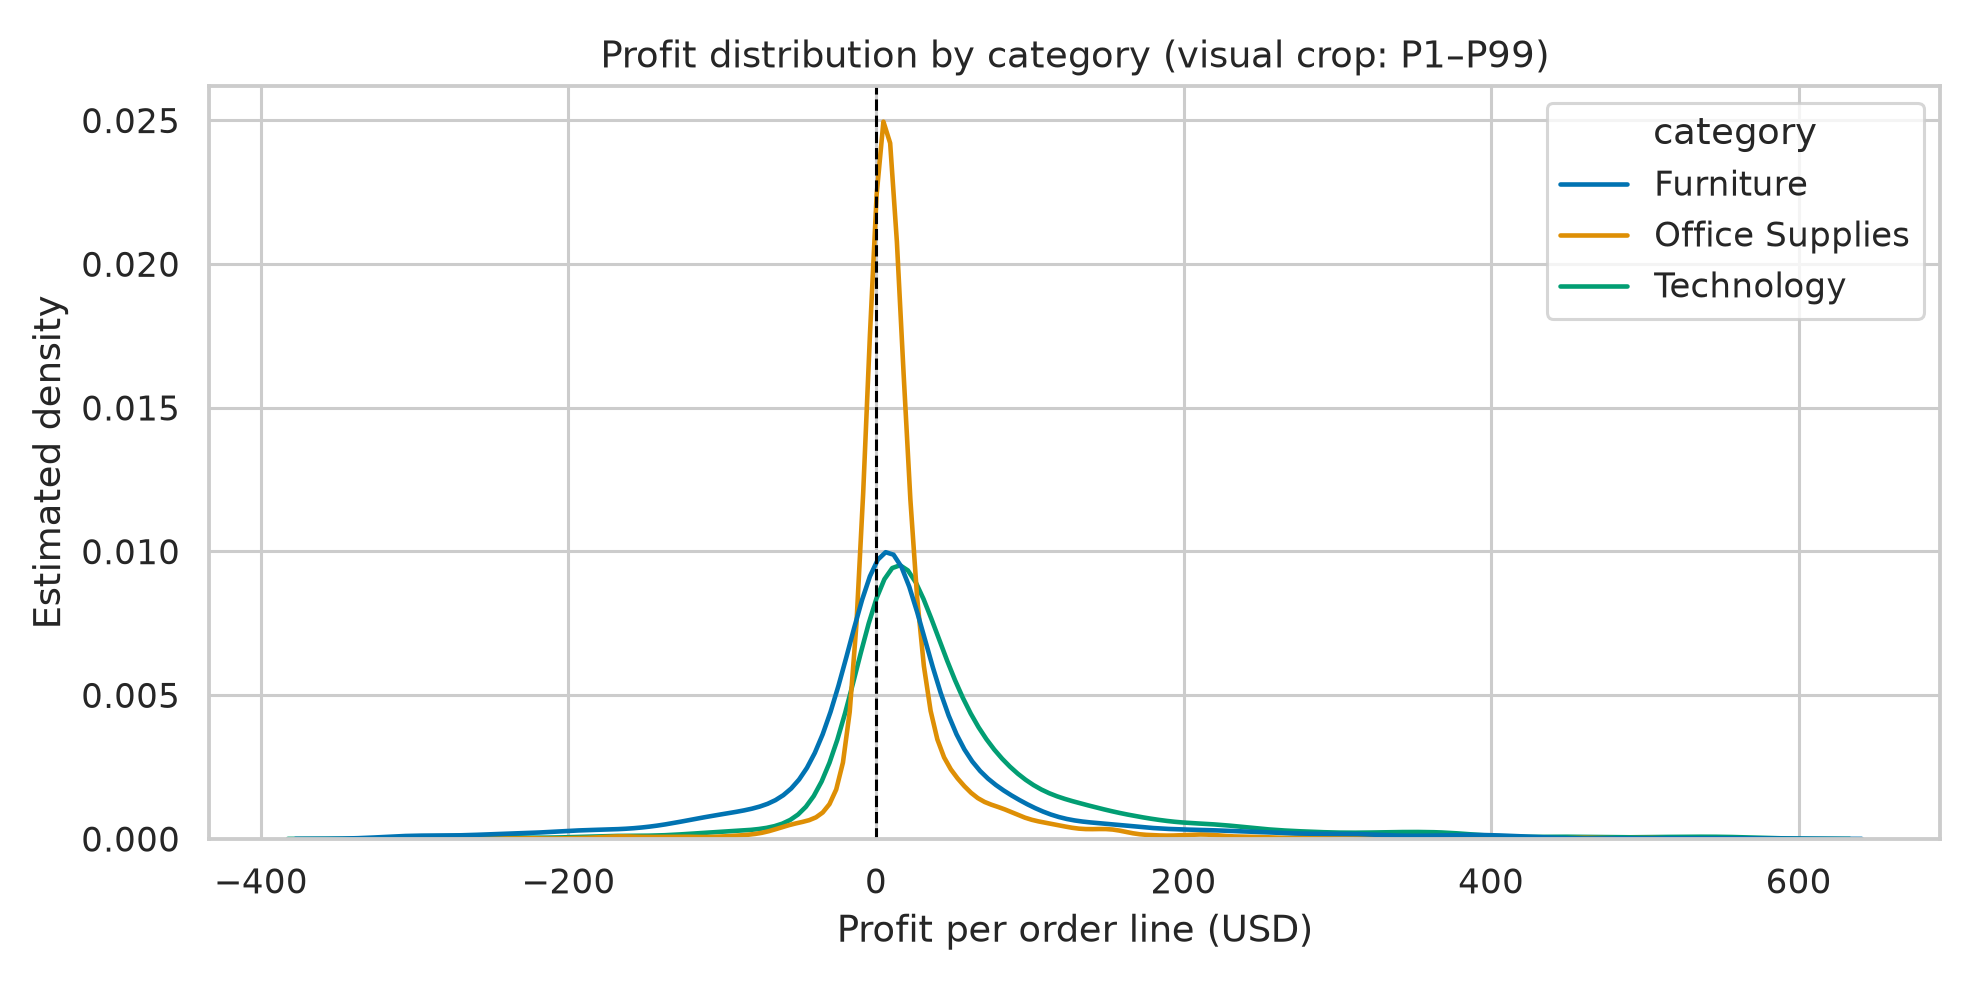 Profit distribution by category (visual crop: P1–P99)
0.025
0.020
0.015
0.010
0.005
0.000
Estimated density
category
Furniture
Office Supplies
Technology
−400
−200
0
200
400
600
Profit per order line (USD)